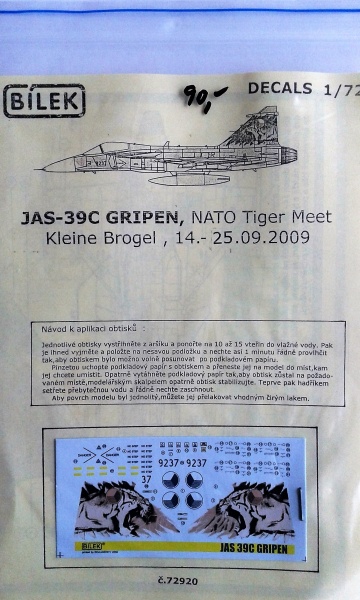 BÍLEK
90,-
DECALS 1/72
JAS-39C GRIPEN, NATO Tiger Meet
Kleine Brogel , 14.- 25.09.2009
Návod k aplikaci obtisků :
Jednotlivé obtisky vystřihněte z aršíku a ponořte na 10 až 15 vteřin do vlažné vody. Pak
je ihned vyjměte a položte na nesavou podložku a nechte asi 1 minutu řádně provlhčit
tak,aby obtiskem bylo možno volně posunovat po podkladovém papíru.
Pinzetou uchopte podkladový papír s obtiskem a přeneste jej na model do míst,kam
jej chcete umístit. Opatrně vytáhněte podkladový papír tak,aby obtisk zůstal na požado-
vaném místě,modelářským skalpelem opatrně obtisk stabilizujte. Teprve pak hadříkem
setřete přebytečnou vodu a řádně nechte zaschnout.
Aby povrch modelu byl jednolitý,můžete jej přelakovat vhodným čirým lakem.
9237 9237
37
BÍLEK
JAS 39C GRIPEN
č.72920